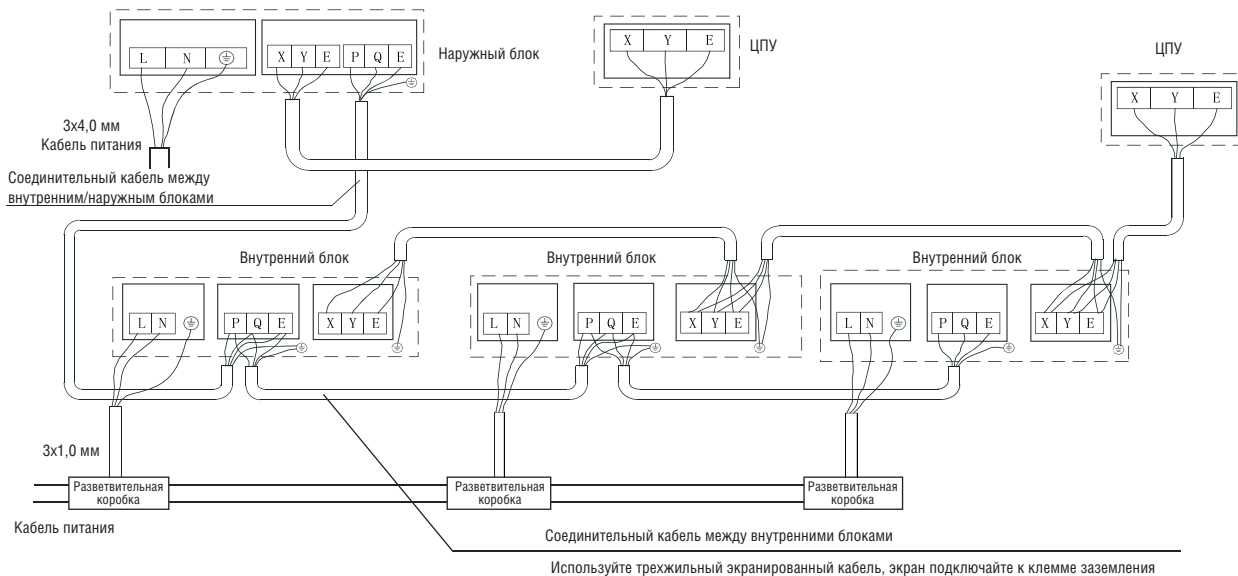 L N
X Y E P Q E
Наружный блок
X Y E
ЦПУ
ЦПУ
X Y E
3x4,0 мм
Кабель питания
Соединительный кабель между
внутренним/наружным блоками
Внутренний блок
Внутренний блок
Внутренний блок
L N
P Q E
X Y E
L N
P Q E
X Y E
L N
P Q E
X Y E
3x1,0 мм
Разветвительная
коробка
Разветвительная
коробка
Разветвительная
коробка
Кабель питания
Соединительный кабель между внутренними блоками
Используйте трехжильный экранированный кабель, экран подключайте к клемме заземления